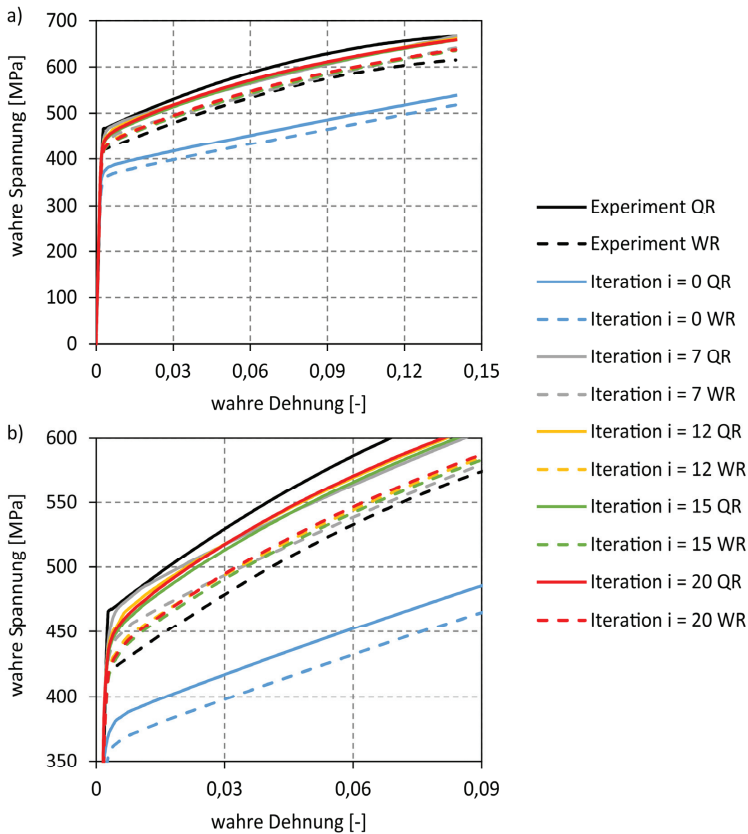 a)
700
600
500
400
300
200
100
0
wahre Spannung [MPa]
0 0,03 0,06 0,09 0,12 0,15
wahre Dehnung [-]
b)
600
550
500
450
400
350
wahre Spannung [MPa]
0 0,03 0,06 0,09
wahre Dehnung [-]
Experiment QR
Experiment WR
Iteration i = 0 QR
Iteration i = 0 WR
Iteration i = 7 QR
Iteration i = 7 WR
Iteration i = 12 QR
Iteration i = 12 WR
Iteration i = 15 QR
Iteration i = 15 WR
Iteration i = 20 QR
Iteration i = 20 WR